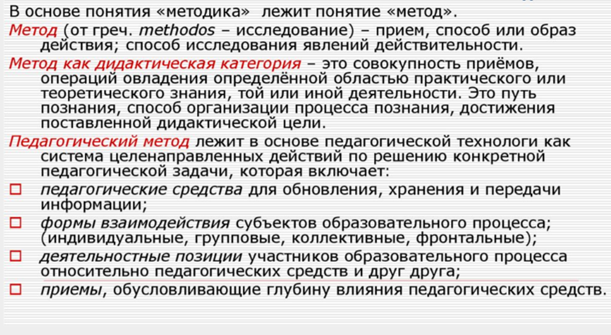 В основе понятия «методика» лежит понятие «метод».
Метод (от греч. methodos – исследование) – прием, способ или образ
действия; способ исследования явлений действительности.
Метод как дидактическая категория – это совокупность приёмов,
операций овладения определённой областью практического или
теоретического знания, той или иной деятельности. Это путь
познания, способ организации процесса познания, достижения
поставленной дидактической цели.
Педагогический метод лежит в основе педагогической технологи как
система целенаправленных действий по решению конкретной
педагогической задачи, которая включает:
педагогические средства для обновления, хранения и передачи
информации;
формы взаимодействия субъектов образовательного процесса;
(индивидуальные, групповые, коллективные, фронтальные);
деятельностные позиции участников образовательного процесса
относительно педагогических средств и друг друга;
приемы, обусловливающие глубину влияния педагогических средств.